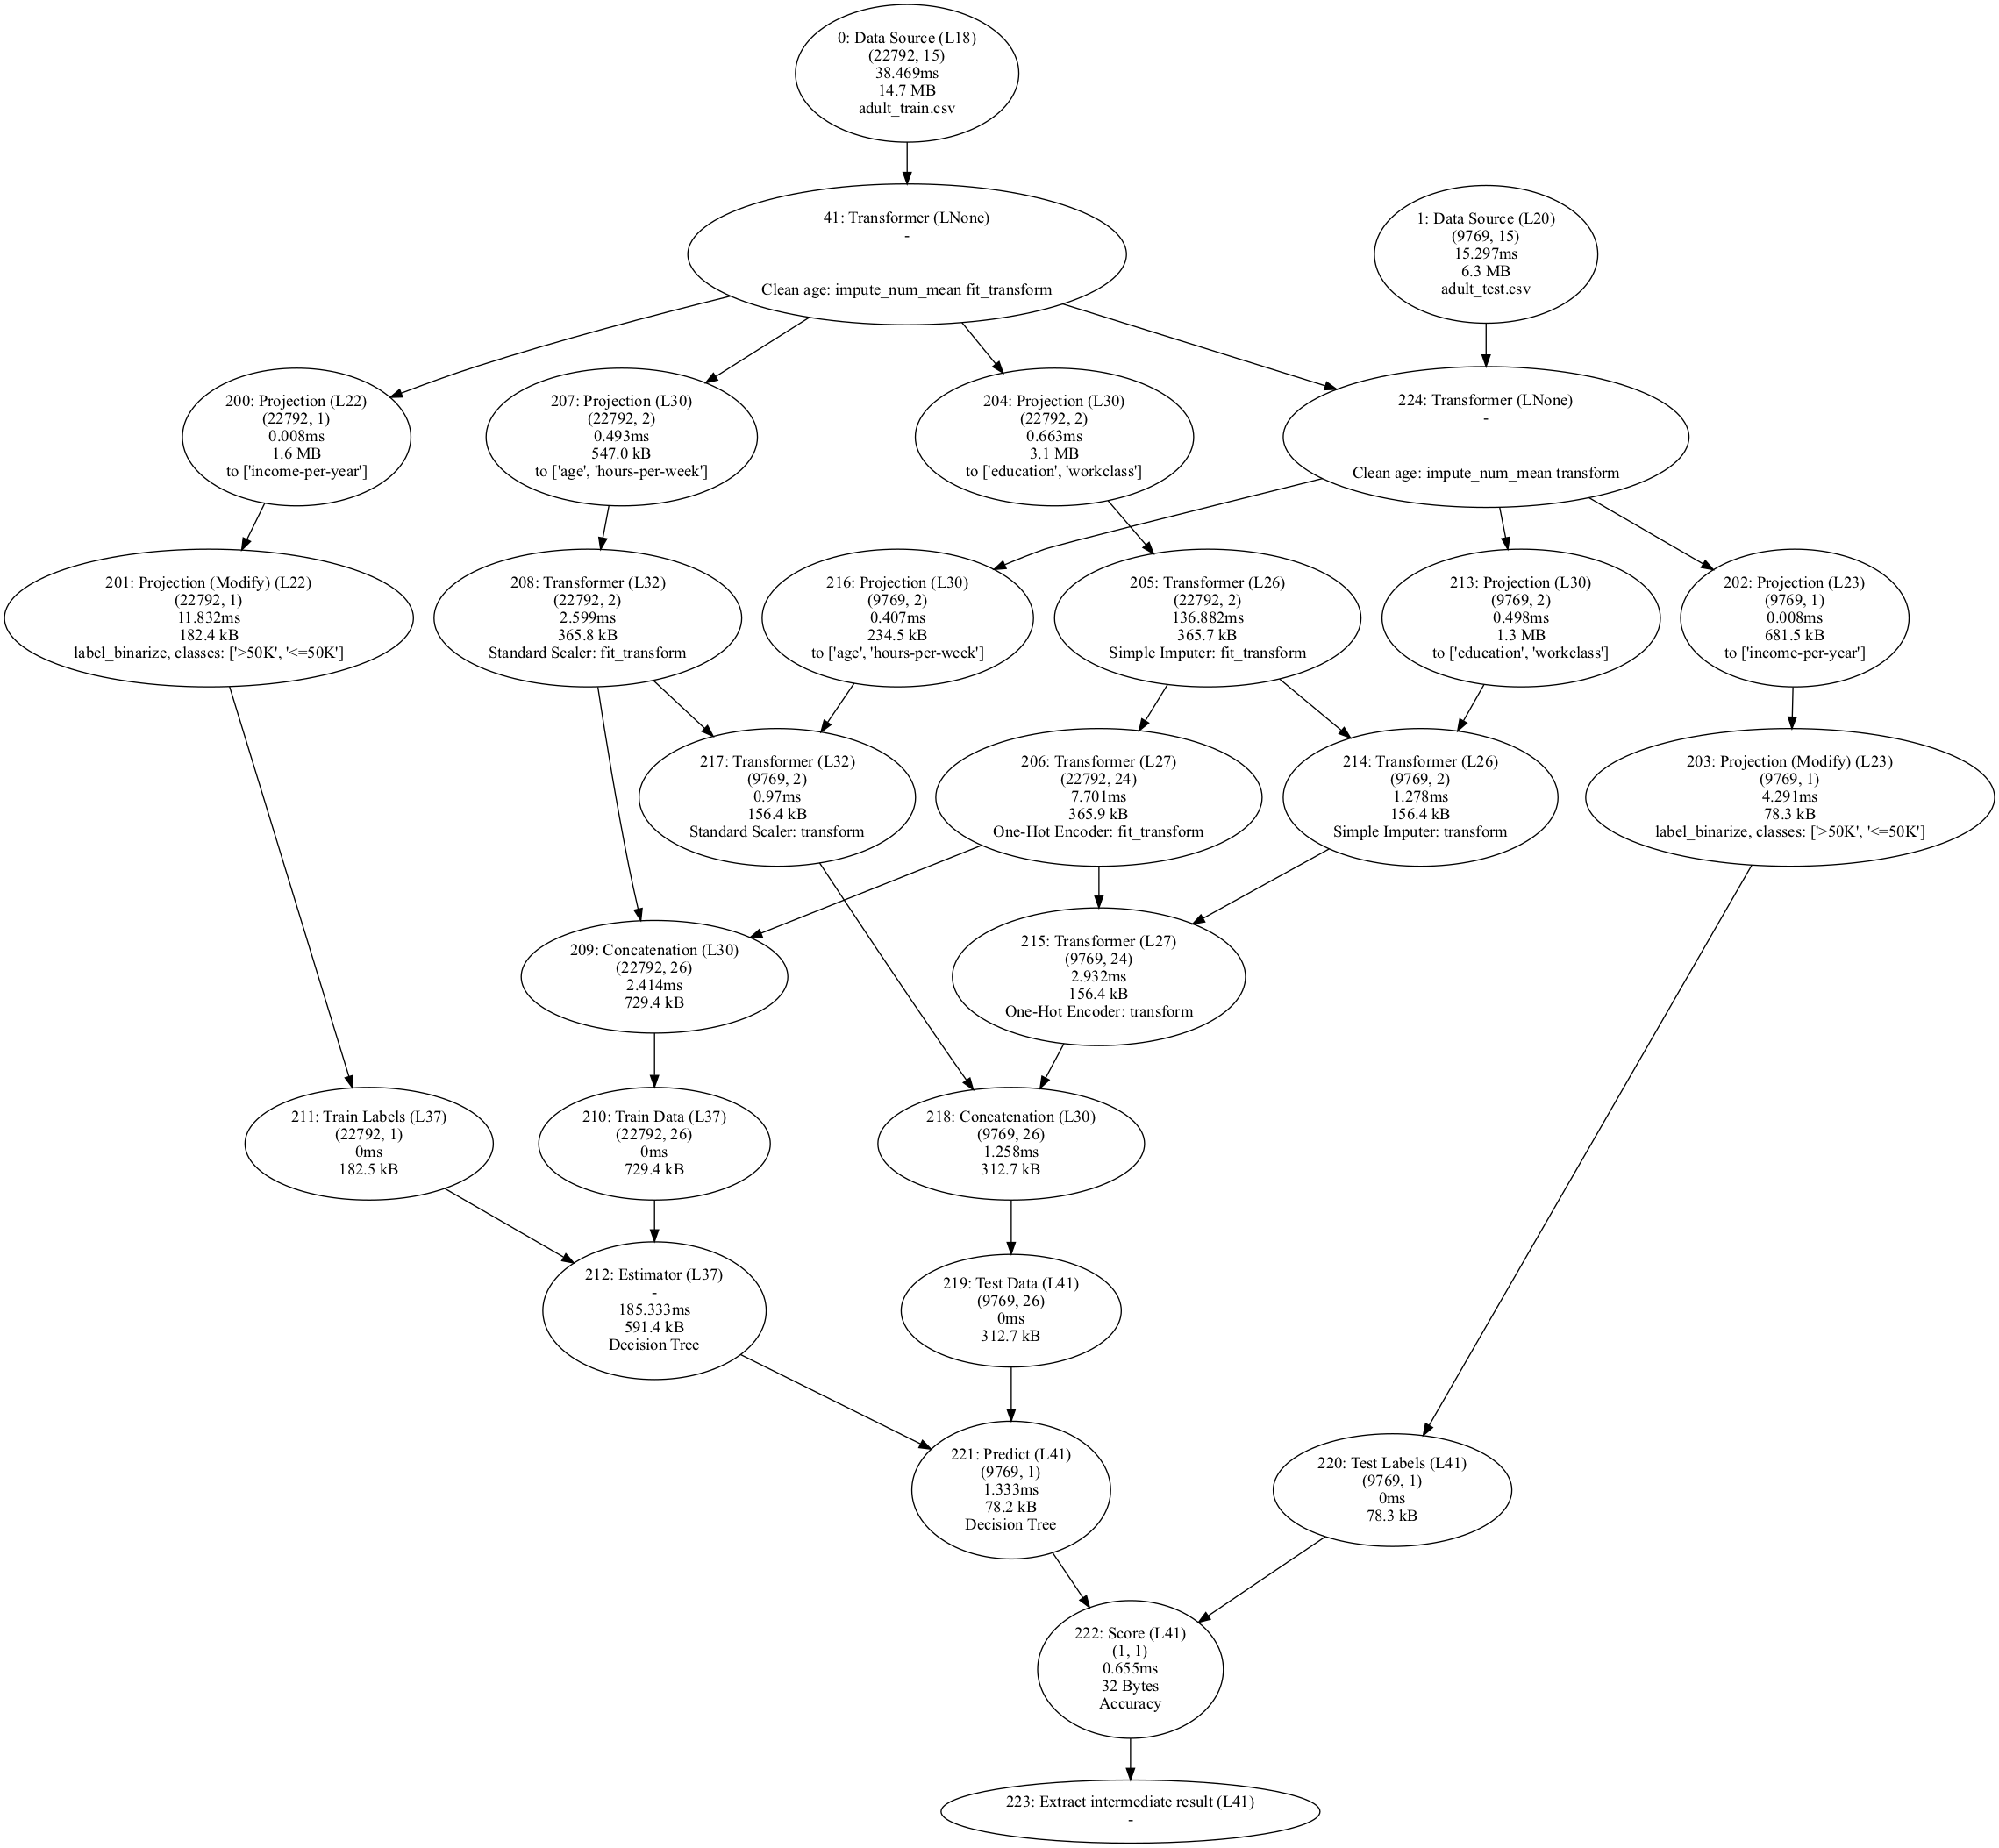 0: Data Source (L18)
(22792, 15)
38.469ms
14.7 MB
adult_train.csv
41: Transformer (LNone)
-
Clean age: impute_num_mean fit_transform
1: Data Source (L20)
(9769, 15)
15.297ms
6.3 MB
adult_test.csv
200: Projection (L22)
(22792, 1)
0.008ms
1.6 MB
to ['income-per-year']
207: Projection (L30)
(22792, 2)
0.493ms
547.0 kB
to ['age', 'hours-per-week']
204: Projection (L30)
(22792, 2)
0.663ms
3.1 MB
to ['education', 'workclass']
224: Transformer (LNone)
-
Clean age: impute_num_mean transform
201: Projection (Modify) (L22)
(22792, 1)
11.832ms
182.4 kB
label_binarize, classes: ['>50K', '<=50K']
208: Transformer (L32)
(22792, 2)
2.599ms
365.8 kB
Standard Scaler: fit_transform
216: Projection (L30)
(9769, 2)
0.407ms
234.5 kB
to ['age', 'hours-per-week']
205: Transformer (L26)
(22792, 2)
136.882ms
365.7 kB
Simple Imputer: fit_transform
213: Projection (L30)
(9769, 2)
0.498ms
1.3 MB
to ['education', 'workclass']
202: Projection (L23)
(9769, 1)
0.008ms
681.5 kB
to ['income-per-year']
217: Transformer (L32)
(9769, 2)
0.97ms
156.4 kB
Standard Scaler: transform
206: Transformer (L27)
(22792, 24)
7.701ms
365.9 kB
One-Hot Encoder: fit_transform
214: Transformer (L26)
(9769, 2)
1.278ms
156.4 kB
Simple Imputer: transform
203: Projection (Modify) (L23)
(9769, 1)
4.291ms
78.3 kB
label_binarize, classes: ['>50K', '<=50K']
209: Concatenation (L30)
(22792, 26)
2.414ms
729.4 kB
215: Transformer (L27)
(9769, 24)
2.932ms
156.4 kB
One-Hot Encoder: transform
211: Train Labels (L37)
(22792, 1)
0ms
182.5 kB
210: Train Data (L37)
(22792, 26)
0ms
729.4 kB
218: Concatenation (L30)
(9769, 26)
1.258ms
312.7 kB
212: Estimator (L37)
-
185.333ms
591.4 kB
Decision Tree
219: Test Data (L41)
(9769, 26)
0ms
312.7 kB
221: Predict (L41)
(9769, 1)
1.333ms
78.2 kB
Decision Tree
220: Test Labels (L41)
(9769, 1)
0ms
78.3 kB
222: Score (L41)
(1, 1)
0.655ms
32 Bytes
Accuracy
223: Extract intermediate result (L41)
-